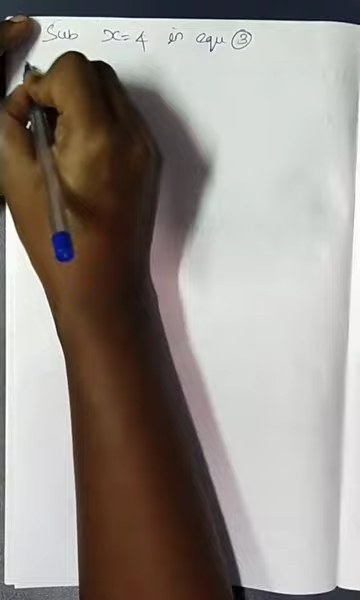 Sub x=4 in equ ③